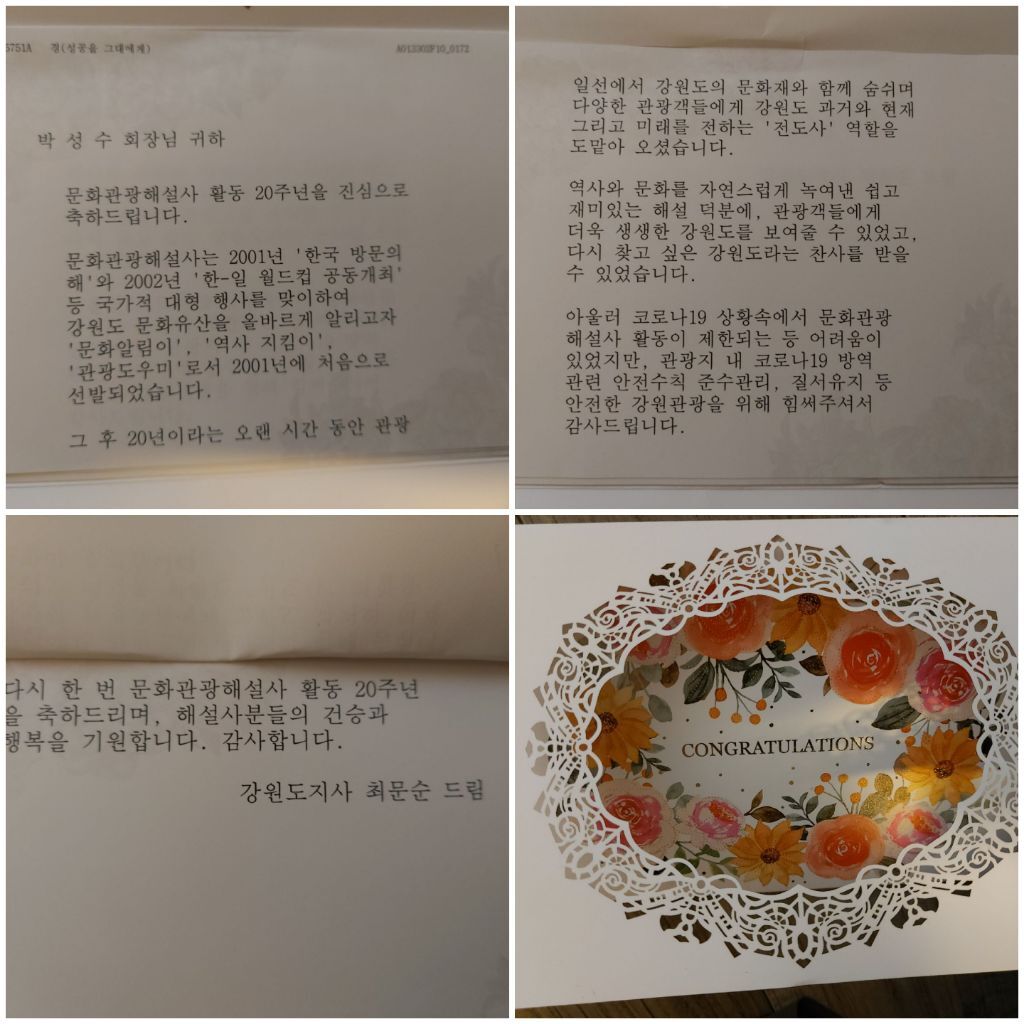 5751A 경(성공을 그대에게) A013302F10_0172
박 성 수 회장님 귀하
문화관광해설사 활동 20주년을 진심으로
축하드립니다.
문화관광해설사는 2001년 '한국 방문의
해'와 2002년 '한-일 월드컵 공동개최'
등 국가적 대형 행사를 맞이하여
강원도 문화유산을 올바르게 알리고자
'문화알림이', '역사 지킴이',
'관광도우미'로서 2001년에 처음으로
선발되었습니다.
그 후 20년이라는 오랜 시간 동안 관광
일선에서 강원도의 문화재와 함께 숨쉬며
다양한 관광객들에게 강원도 과거와 현재
그리고 미래를 전하는 '전도사' 역할을
도맡아 오셨습니다.
역사와 문화를 자연스럽게 녹여낸 쉽고
재미있는 해설 덕분에, 관광객들에게
더욱 생생한 강원도를 보여줄 수 있었고,
다시 찾고 싶은 강원도라는 찬사를 받을
수 있었습니다.
아울러 코로나19 상황속에서 문화관광
해설사 활동이 제한되는 등 어려움이
있었지만, 관광지 내 코로나19 방역
관련 안전수칙 준수관리, 질서유지 등
안전한 강원관광을 위해 힘써주셔서
감사드립니다.
다시 한 번 문화관광해설사 활동 20주년
을 축하드리며, 해설사분들의 건승과
행복을 기원합니다. 감사합니다.
강원도지사 최문순 드림
CONGRATULATIONS